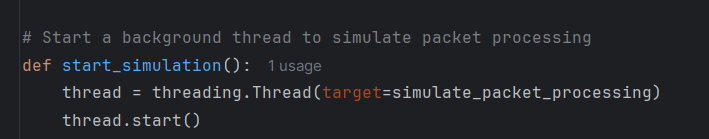 # Start a background thread to simulate packet processing
def start_simulation():  1 usage
    thread = threading.Thread(target=simulate_packet_processing)
    thread.start()